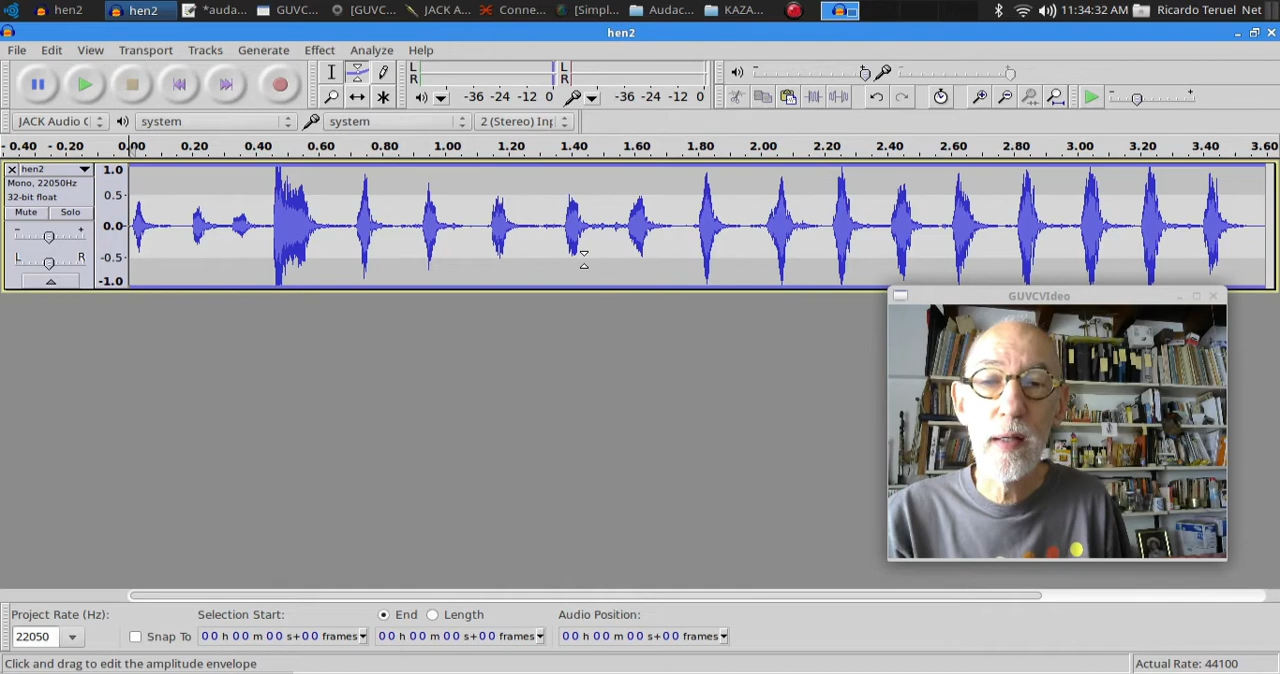 hen2 hen2 *auda... GUVC... [GUVC... JACK A... Conne... [Simpl... Audac... KAZA... 11:34:32 AM Ricardo Teruel Net
hen2
File Edit View Transport Tracks Generate Effect Analyze Help
L R -36 -24 -12 0 L R -36 -24 -12 0
JACK Audio C system system 2 (Stereo) Inp
- 0.40 - 0.20 0.00 0.20 0.40 0.60 0.80 1.00 1.20 1.40 1.60 1.80 2.00 2.20 2.40 2.60 2.80 3.00 3.20 3.40 3.60
hen2
Mono, 22050Hz
32-bit float
Mute Solo
- +
L R
1.0
0.5
0.0
-0.5
-1.0
GUVCVIdeo
Project Rate (Hz): Selection Start: End Length Audio Position:
22050 Snap To 00 h 00 m 00 s+00 frames 00 h 00 m 00 s+00 frames 00 h 00 m 00 s+00 frames
Click and drag to edit the amplitude envelope Actual Rate: 44100